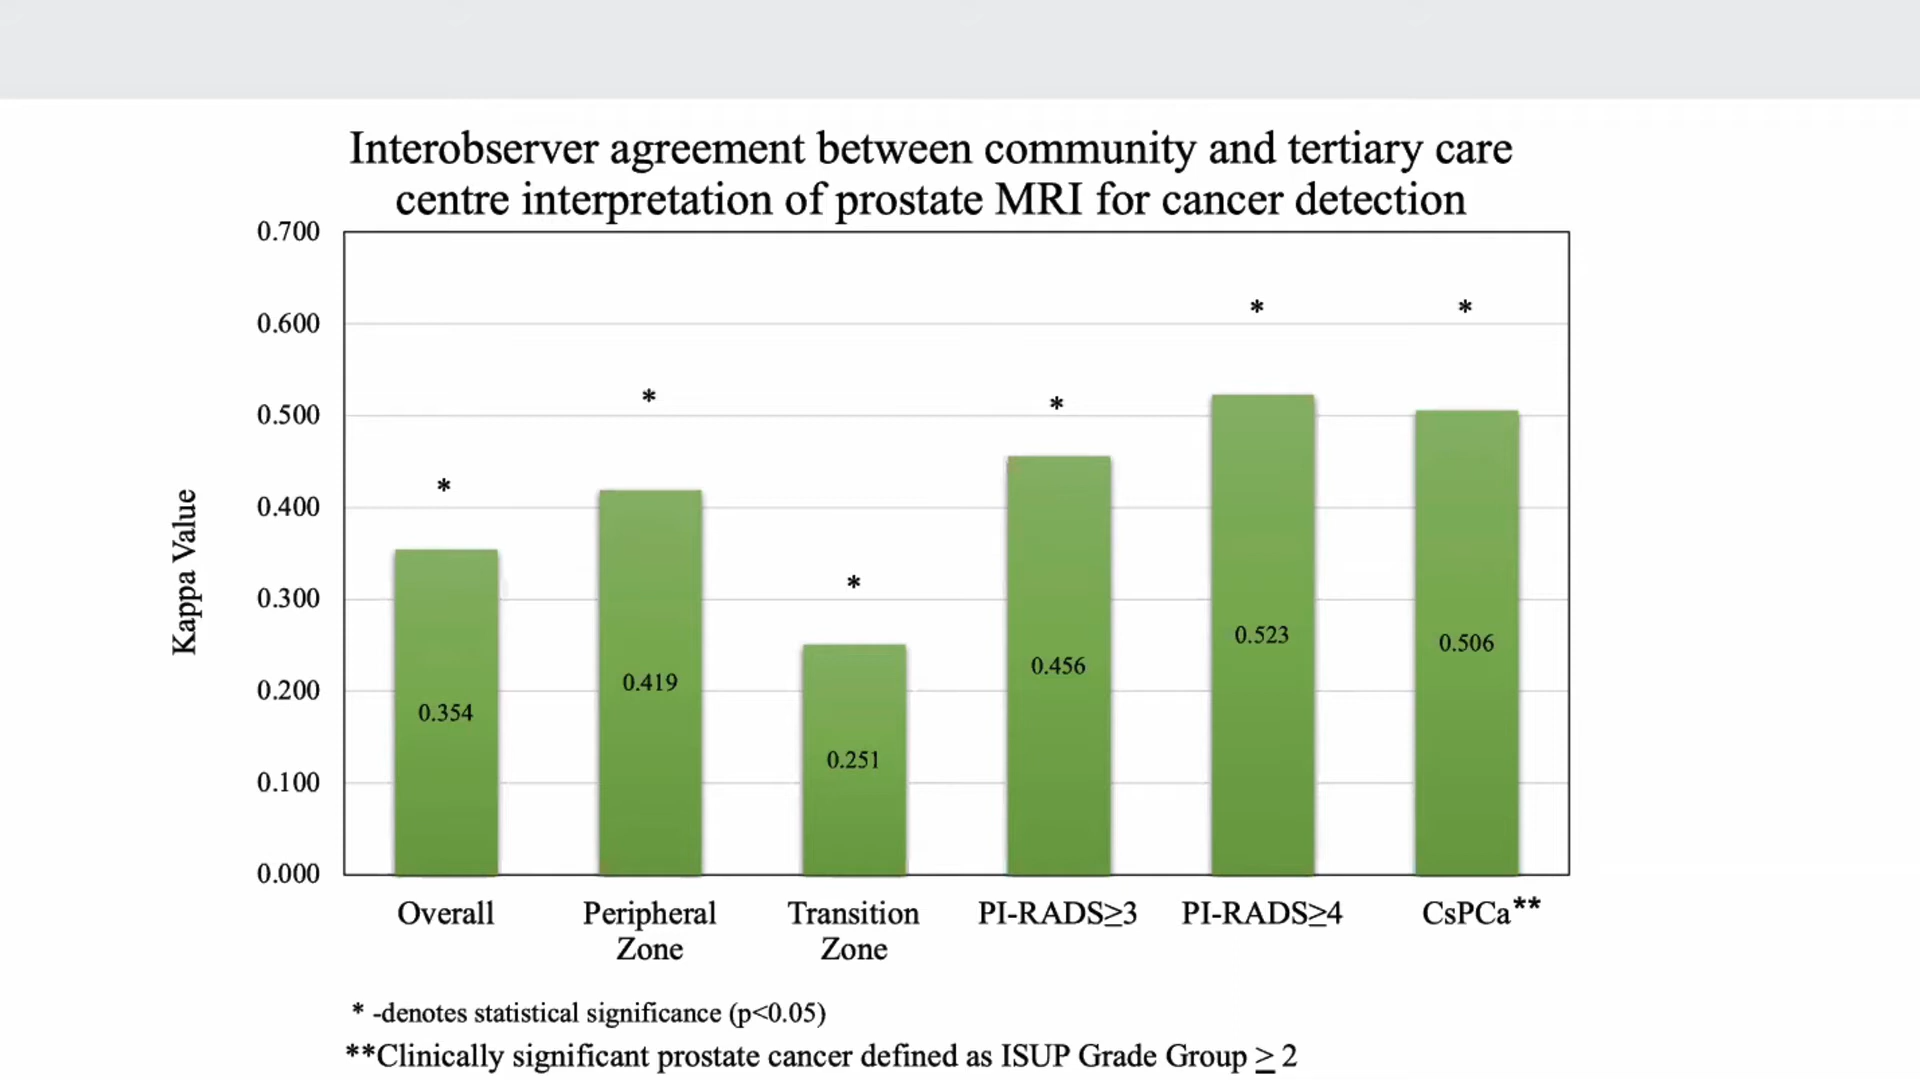 Interobserver agreement between community and tertiary care
centre interpretation of prostate MRI for cancer detection
0.700
0.600
0.500
0.400
0.300
0.200
0.100
0.000
Kappa Value
*
*
*
*
*
*
0.354
0.419
0.251
0.456
0.523
0.506
Overall
Peripheral
Zone
Transition
Zone
PI-RADS≥3
PI-RADS≥4
CsPCa**
* -denotes statistical significance (p<0.05)
**Clinically significant prostate cancer defined as ISUP Grade Group ≥ 2